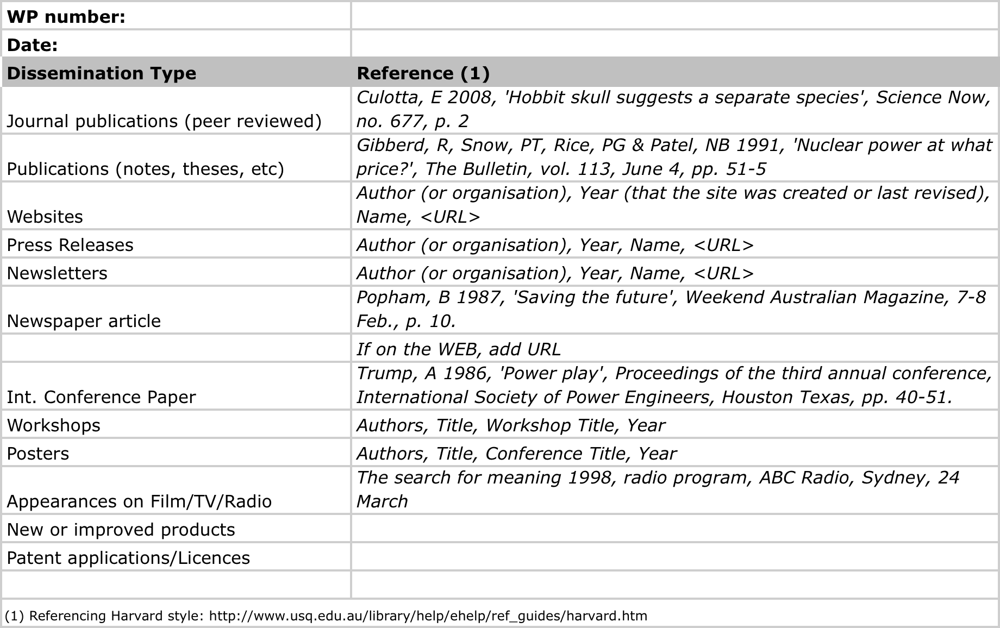 WP number:
Date:
Dissemination Type Reference (1)
Culotta, E 2008, 'Hobbit skull suggests a separate species', Science Now,
Journal publications (peer reviewed) no. 677, p. 2
Gibberd, R, Snow, PT, Rice, PG & Patel, NB 1991, 'Nuclear power at what
Publications (notes, theses, etc) price?', The Bulletin, vol. 113, June 4, pp. 51-5
Author (or organisation), Year (that the site was created or last revised),
Websites Name, <URL>
Press Releases Author (or organisation), Year, Name, <URL>
Newsletters Author (or organisation), Year, Name, <URL>
Popham, B 1987, 'Saving the future', Weekend Australian Magazine, 7-8
Newspaper article Feb., p. 10.
If on the WEB, add URL
Trump, A 1986, 'Power play', Proceedings of the third annual conference,
Int. Conference Paper International Society of Power Engineers, Houston Texas, pp. 40-51.
Workshops Authors, Title, Workshop Title, Year
Posters Authors, Title, Conference Title, Year
The search for meaning 1998, radio program, ABC Radio, Sydney, 24
Appearances on Film/TV/Radio March
New or improved products
Patent applications/Licences
(1) Referencing Harvard style: http://www.usq.edu.au/library/help/ehelp/ref_guides/harvard.htm